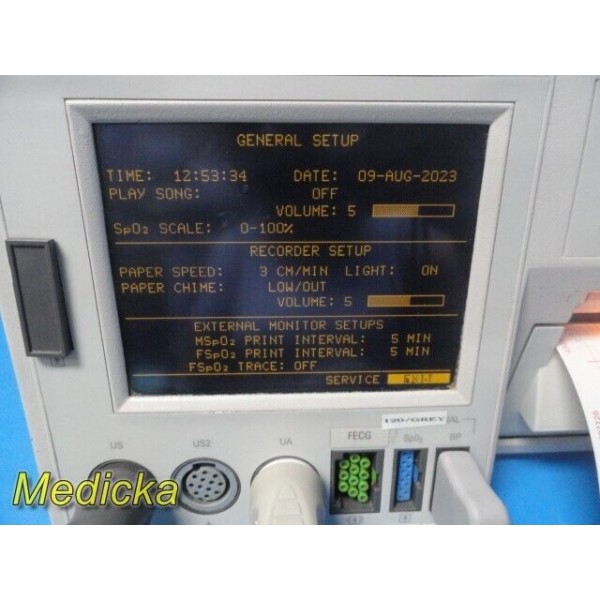 GENERAL SETUP
TIME: 12:53:34 DATE: 09-AUG-2023
PLAY SONG: OFF
VOLUME: 5
SpO₂ SCALE: 0-100%
RECORDER SETUP
PAPER SPEED: 3 CM/MIN LIGHT: ON
PAPER CHIME: LOW/OUT
VOLUME: 5
EXTERNAL MONITOR SETUPS
MSpO₂ PRINT INTERVAL: 5 MIN
FSpO₂ PRINT INTERVAL: 5 MIN
FSpO₂ TRACE: OFF
SERVICE EXIT
120/GREY
US US2 UA FECG SpO₂ BP
Medicka